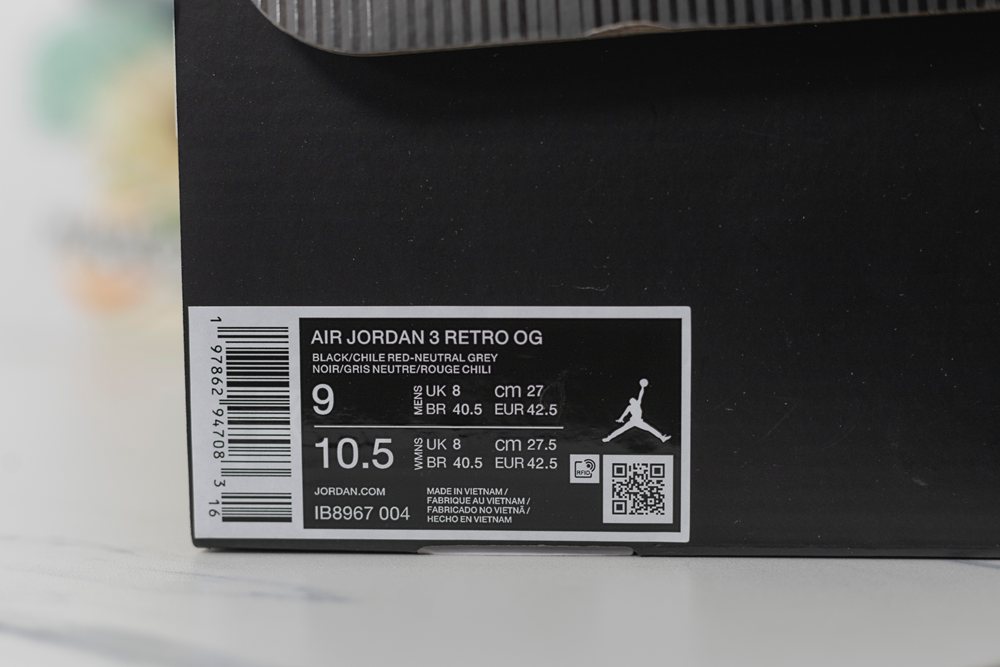 1 97862 94708 3 16
AIR JORDAN 3 RETRO OG
BLACK/CHILE RED-NEUTRAL GREY
NOIR/GRIS NEUTRE/ROUGE CHILI
9 MENS UK 8 cm 27
BR 40.5 EUR 42.5
10.5 WMNS UK 8 cm 27.5
BR 40.5 EUR 42.5
RFID
JORDAN.COM
IB8967 004
MADE IN VIETNAM /
FABRIQUE AU VIETNAM /
FABRICADO NO VIETNÃ /
HECHO EN VIETNAM